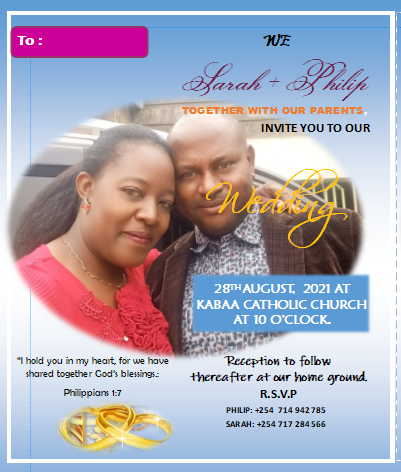 To :
WE
Sarah + Philip
TOGETHER WITH OUR PARENTS,
INVITE YOU TO OUR
Wedding
28TH AUGUST, 2021 AT
KABAA CATHOLIC CHURCH
AT 10 O'CLOCK.
"I hold you in my heart, for we have
shared together God's blessings.:
Philippians 1:7
Reception to follow
thereafter at our home ground.
R.S.V.P
PHILIP: +254 714 942 785
SARAH: +254 717 284 566